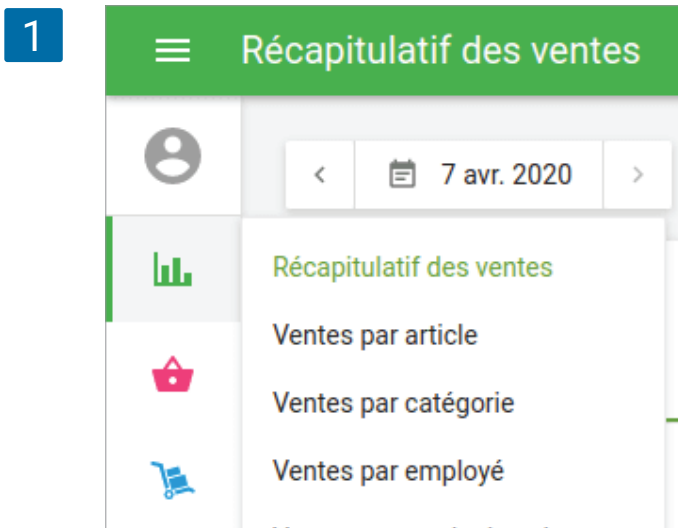 1
Récapitulatif des ventes
7 avr. 2020
Récapitulatif des ventes
Ventes par article
Ventes par catégorie
Ventes par employé